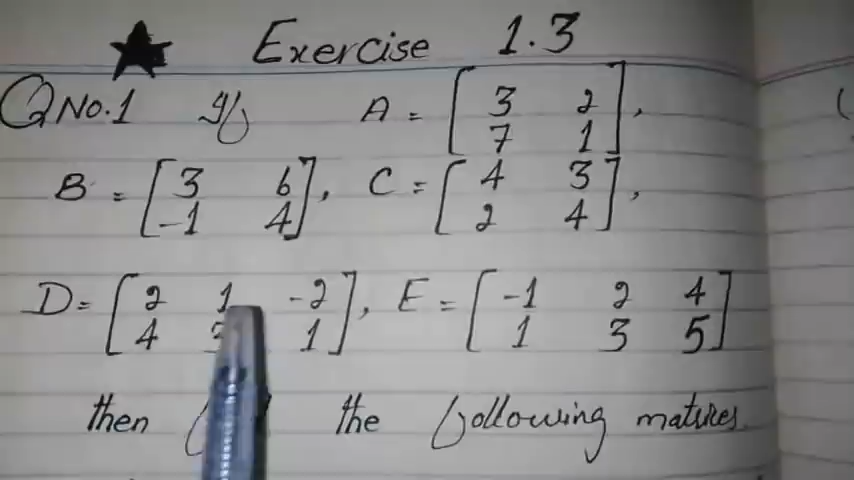 Exercise 1.3
Q No.1 If A = [3 2
7 1],
B = [3 6
-1 4], C = [4 3
2 4],
D = [2 1 -2
4 1], E = [-1 2 4
1 3 5]
then the following matrices